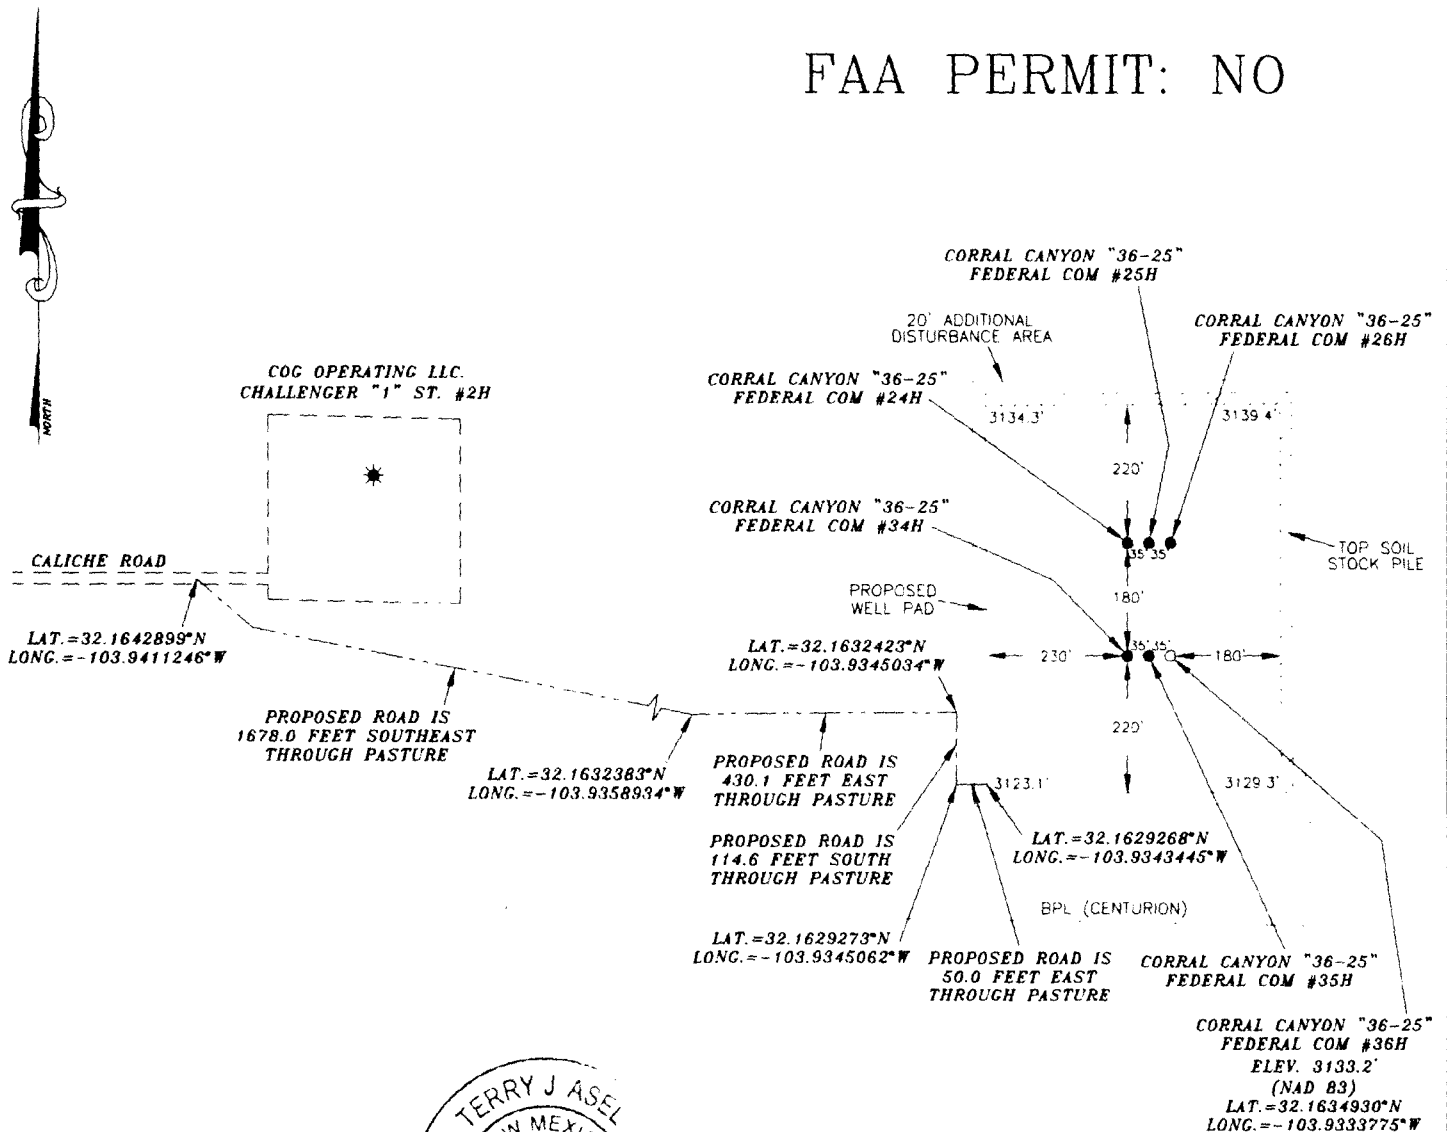 FAA PERMIT: NO
NORTH
CORRAL CANYON "36-25"
FEDERAL COM #25H
20' ADDITIONAL
DISTURBANCE AREA
CORRAL CANYON "36-25"
FEDERAL COM #26H
COG OPERATING LLC.
CHALLENGER "1" ST. #2H
CORRAL CANYON "36-25"
FEDERAL COM #24H
3134.3'
3139.4'
220'
CORRAL CANYON "36-25"
FEDERAL COM #34H
35' 35'
TOP SOIL
STOCK PILE
CALICHE ROAD
PROPOSED
WELL PAD
180'
LAT.=32.1642899°N
LONG.=-103.9411246°W
LAT.=32.1632423°N
LONG.=-103.9345034°W
35' 35'
230'
180'
220'
PROPOSED ROAD IS
1678.0 FEET SOUTHEAST
THROUGH PASTURE
LAT.=32.1632383°N
LONG.=-103.9358934°W
PROPOSED ROAD IS
430.1 FEET EAST
THROUGH PASTURE
3123.1'
3129.3'
PROPOSED ROAD IS
114.6 FEET SOUTH
THROUGH PASTURE
LAT.=32.1629268°N
LONG.=-103.9343445°W
BPL (CENTURION)
LAT.=32.1629273°N
LONG.=-103.9345062°W
PROPOSED ROAD IS
50.0 FEET EAST
THROUGH PASTURE
CORRAL CANYON "36-25"
FEDERAL COM #35H
CORRAL CANYON "36-25"
FEDERAL COM #36H
ELEV. 3133.2'
(NAD 83)
LAT.=32.1634930°N
LONG.=-103.9333775°W
TERRY J ASEL